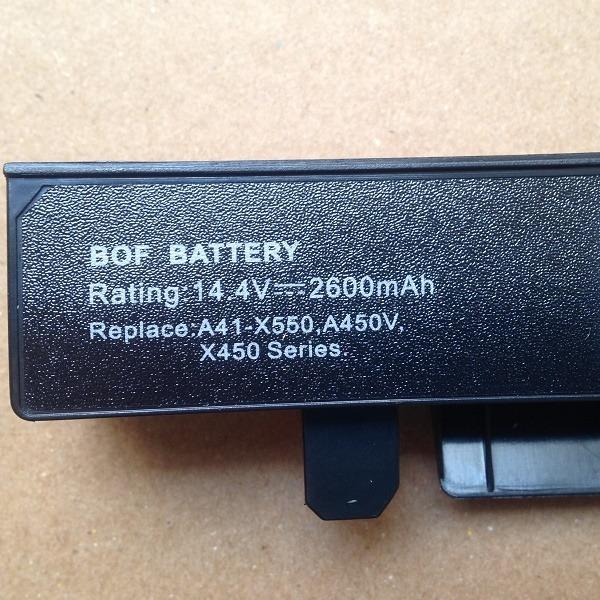 BOF BATTERY
Rating:14.4V⎓2600mAh
Replace:A41-X550,A450V,
X450 Series.